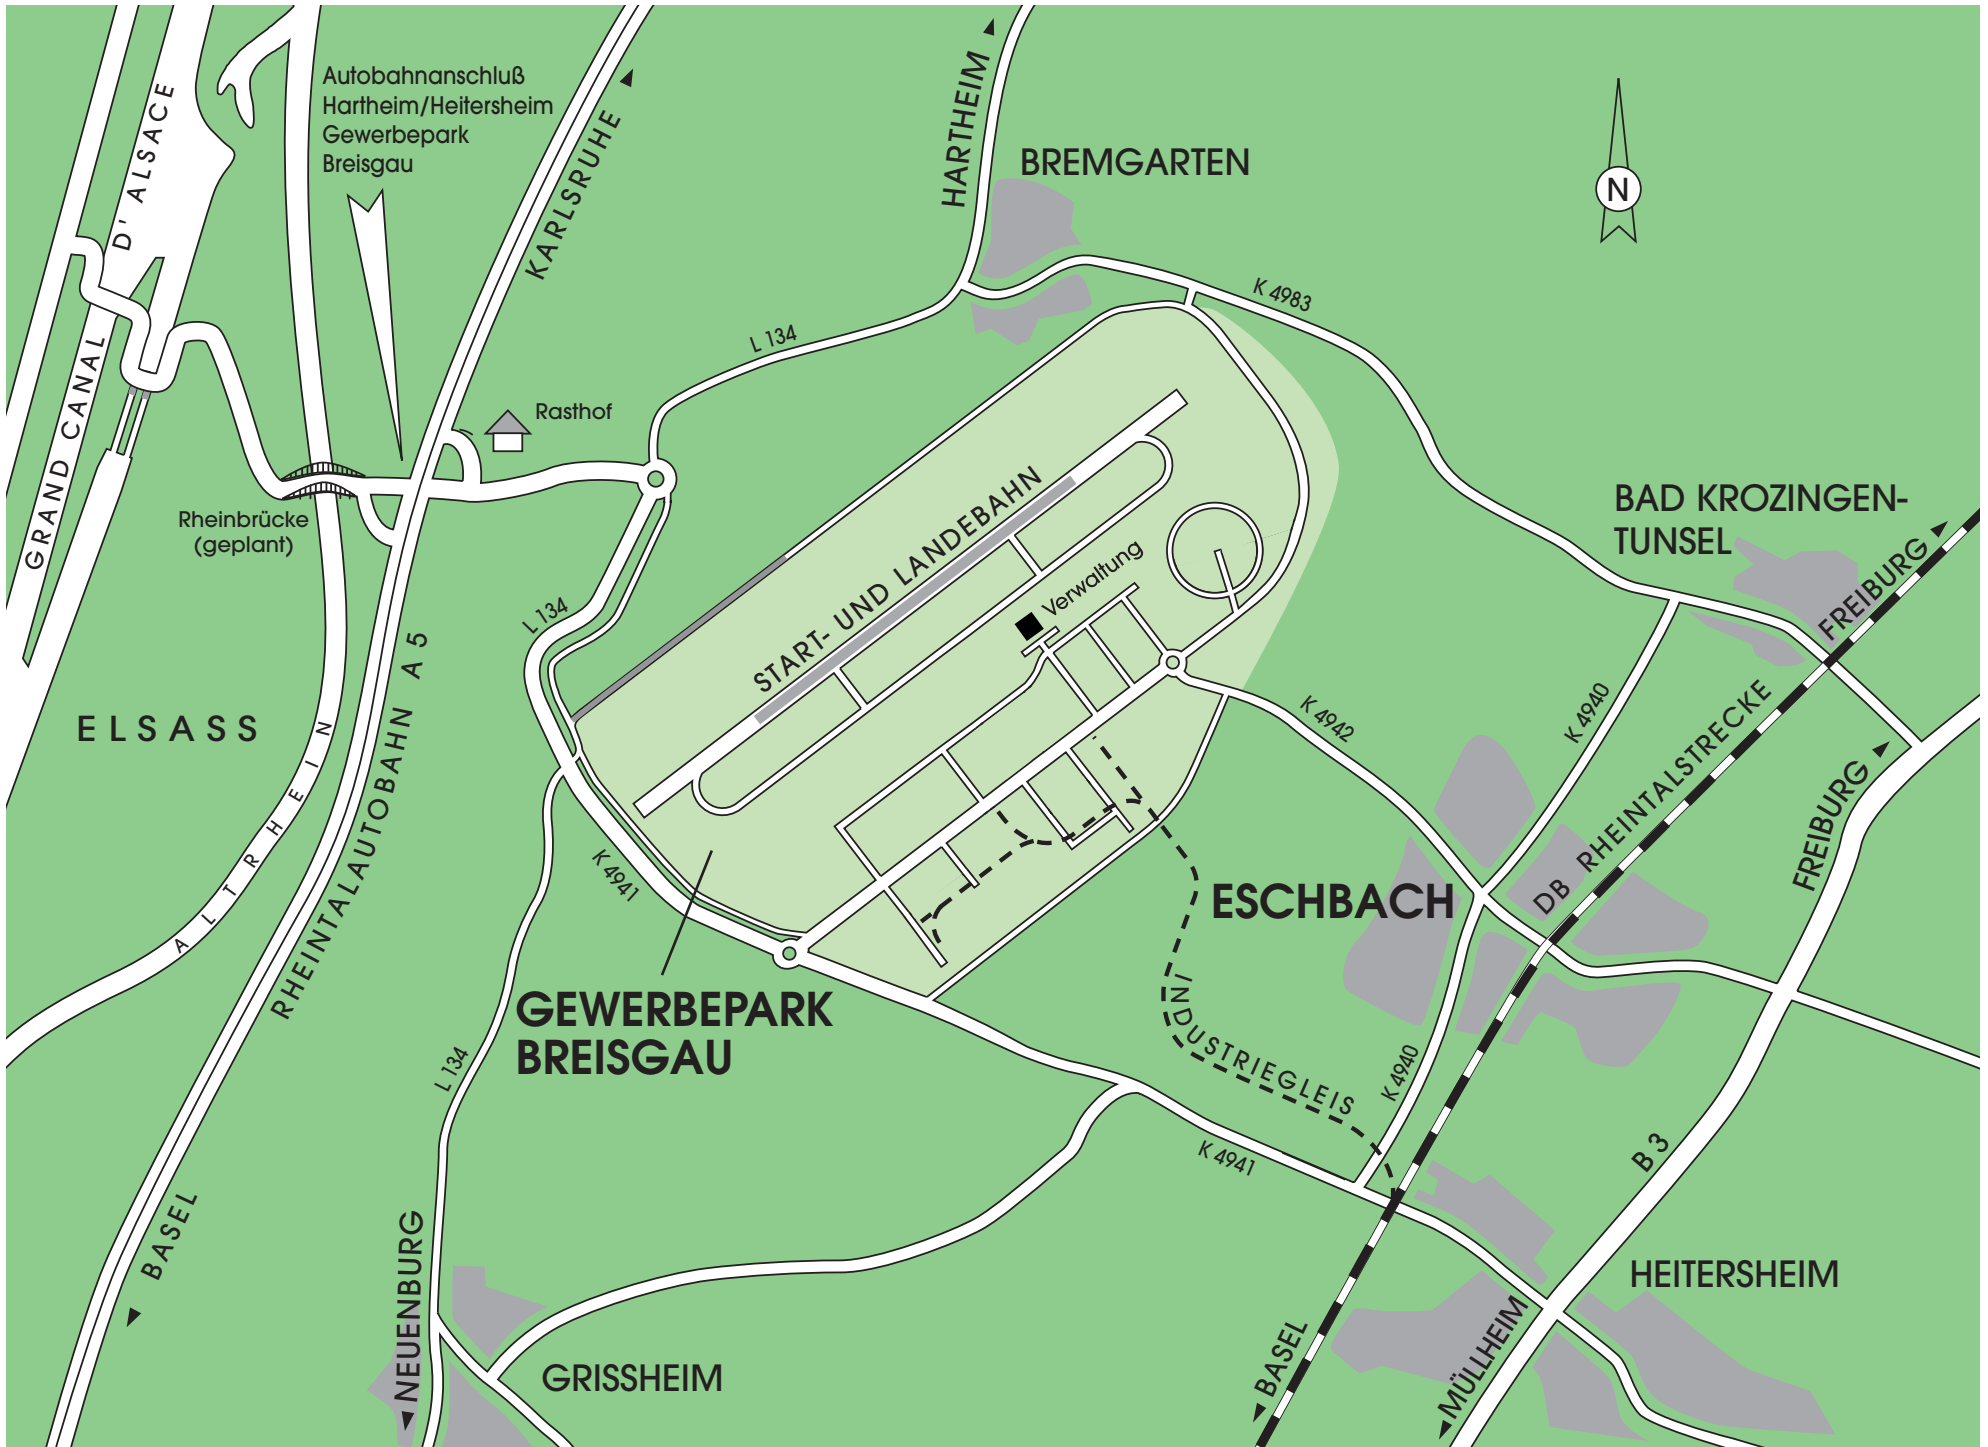 Autobahnanschluß
Hartheim/Heitersheim
Gewerbepark
Breisgau
GRAND CANAL D' ALSACE
KARLSRUHE
HARTHEIM
BREMGARTEN
N
K 4983
L 134
Rasthof
Rheinbrücke
(geplant)
START- UND LANDEBAHN
Verwaltung
BAD KROZINGEN-
TUNSEL
FREIBURG
L 134
ELSASS
ALTRHEIN
RHEINTALAUTOBAHN A 5
K 4942
K 4940
DB RHEINTALSTRECKE
FREIBURG
K 4941
ESCHBACH
GEWERBEPARK
BREISGAU
INDUSTRIEGLEIS
L 134
K 4940
K 4941
B 3
BASEL
NEUENBURG
GRISSHEIM
HEITERSHEIM
BASEL
MÜLLHEIM